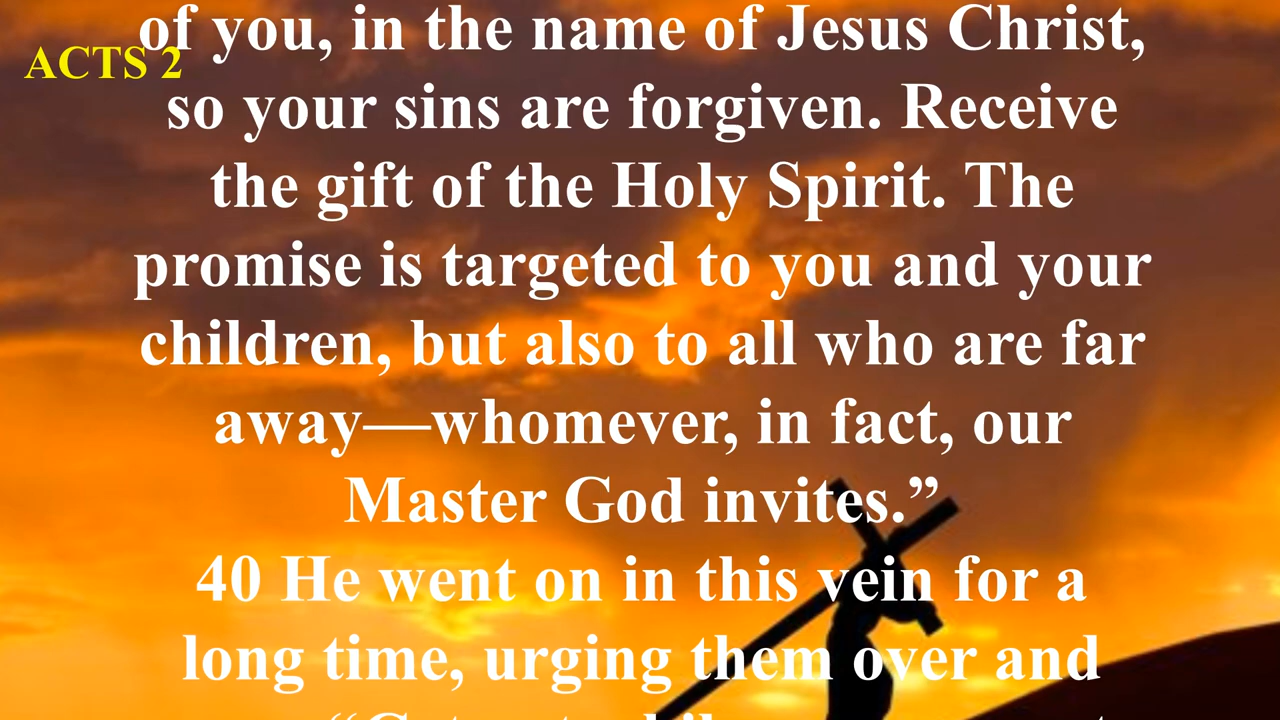 ACTS 2
of you, in the name of Jesus Christ,
so your sins are forgiven. Receive
the gift of the Holy Spirit. The
promise is targeted to you and your
children, but also to all who are far
away—whomever, in fact, our
Master God invites.”
40 He went on in this vein for a
long time, urging them over and